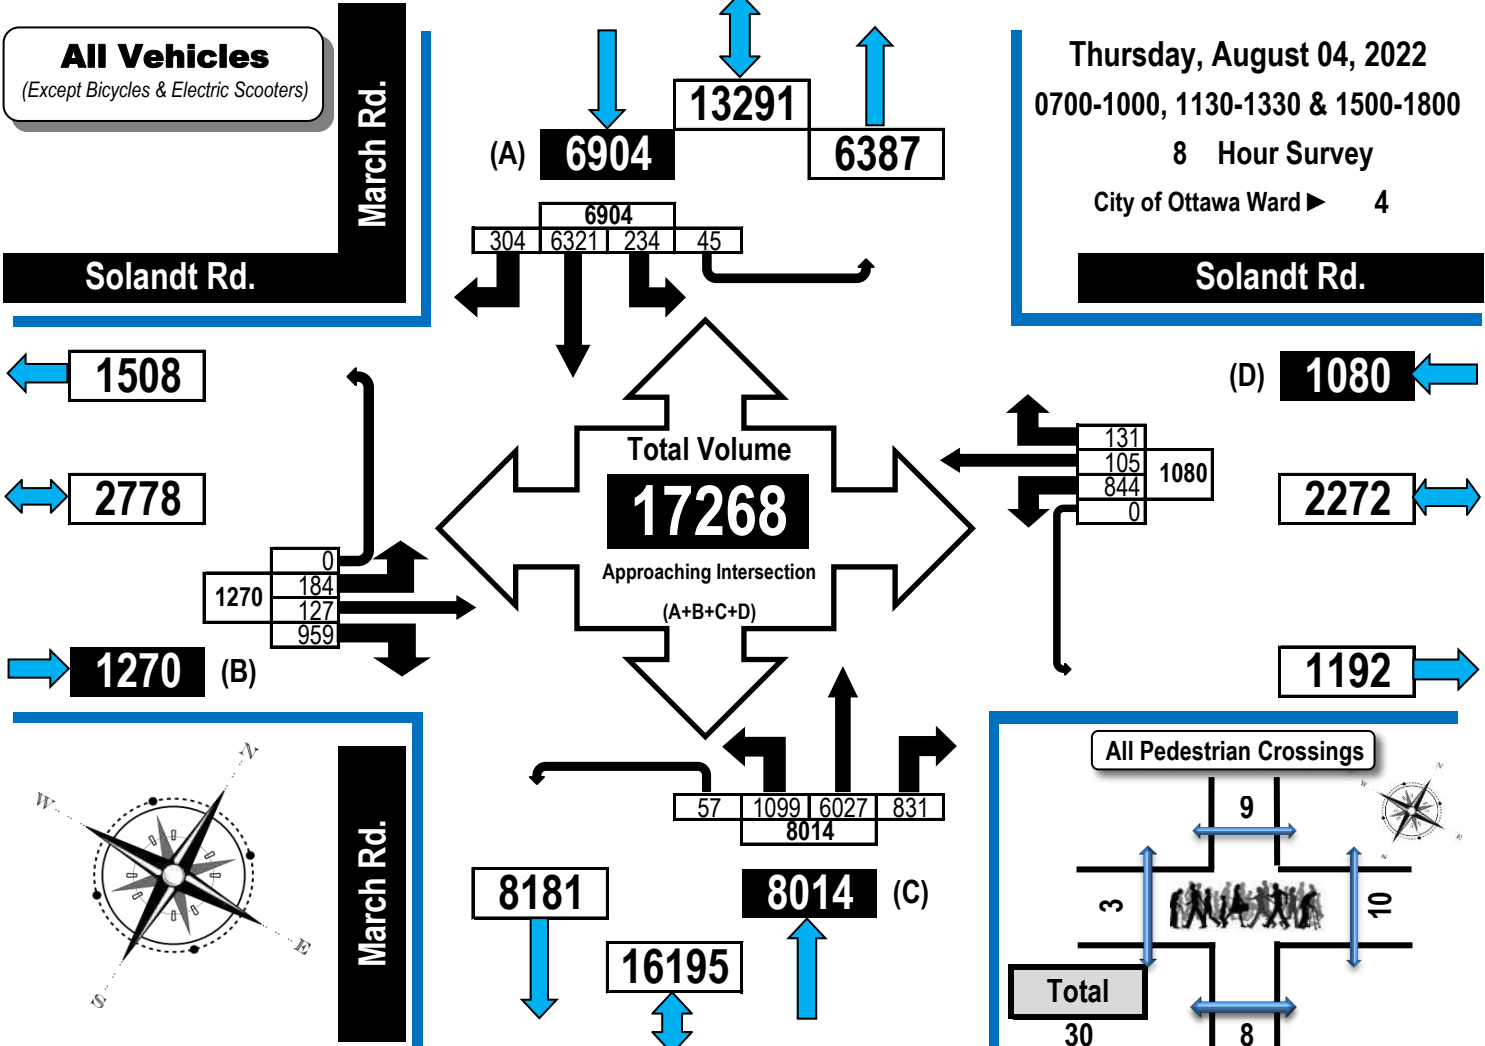 All Vehicles
(Except Bicycles & Electric Scooters)
March Rd.
Solandt Rd.
13291
(A) 6904
6387
6904
304 6321 234 45
Thursday, August 04, 2022
0700-1000, 1130-1330 & 1500-1800
8 Hour Survey
City of Ottawa Ward ► 4
Solandt Rd.
1508
2778
0
184
127
959
1270
1270 (B)
Total Volume
17268
Approaching Intersection
(A+B+C+D)
(D) 1080
131
105
844
0
1080
2272
1192
57 1099 6027 831
8014
8181
8014 (C)
16195
N
W
E
S
March Rd.
All Pedestrian Crossings
9
N
W
E
S
3
10
Total
30
8